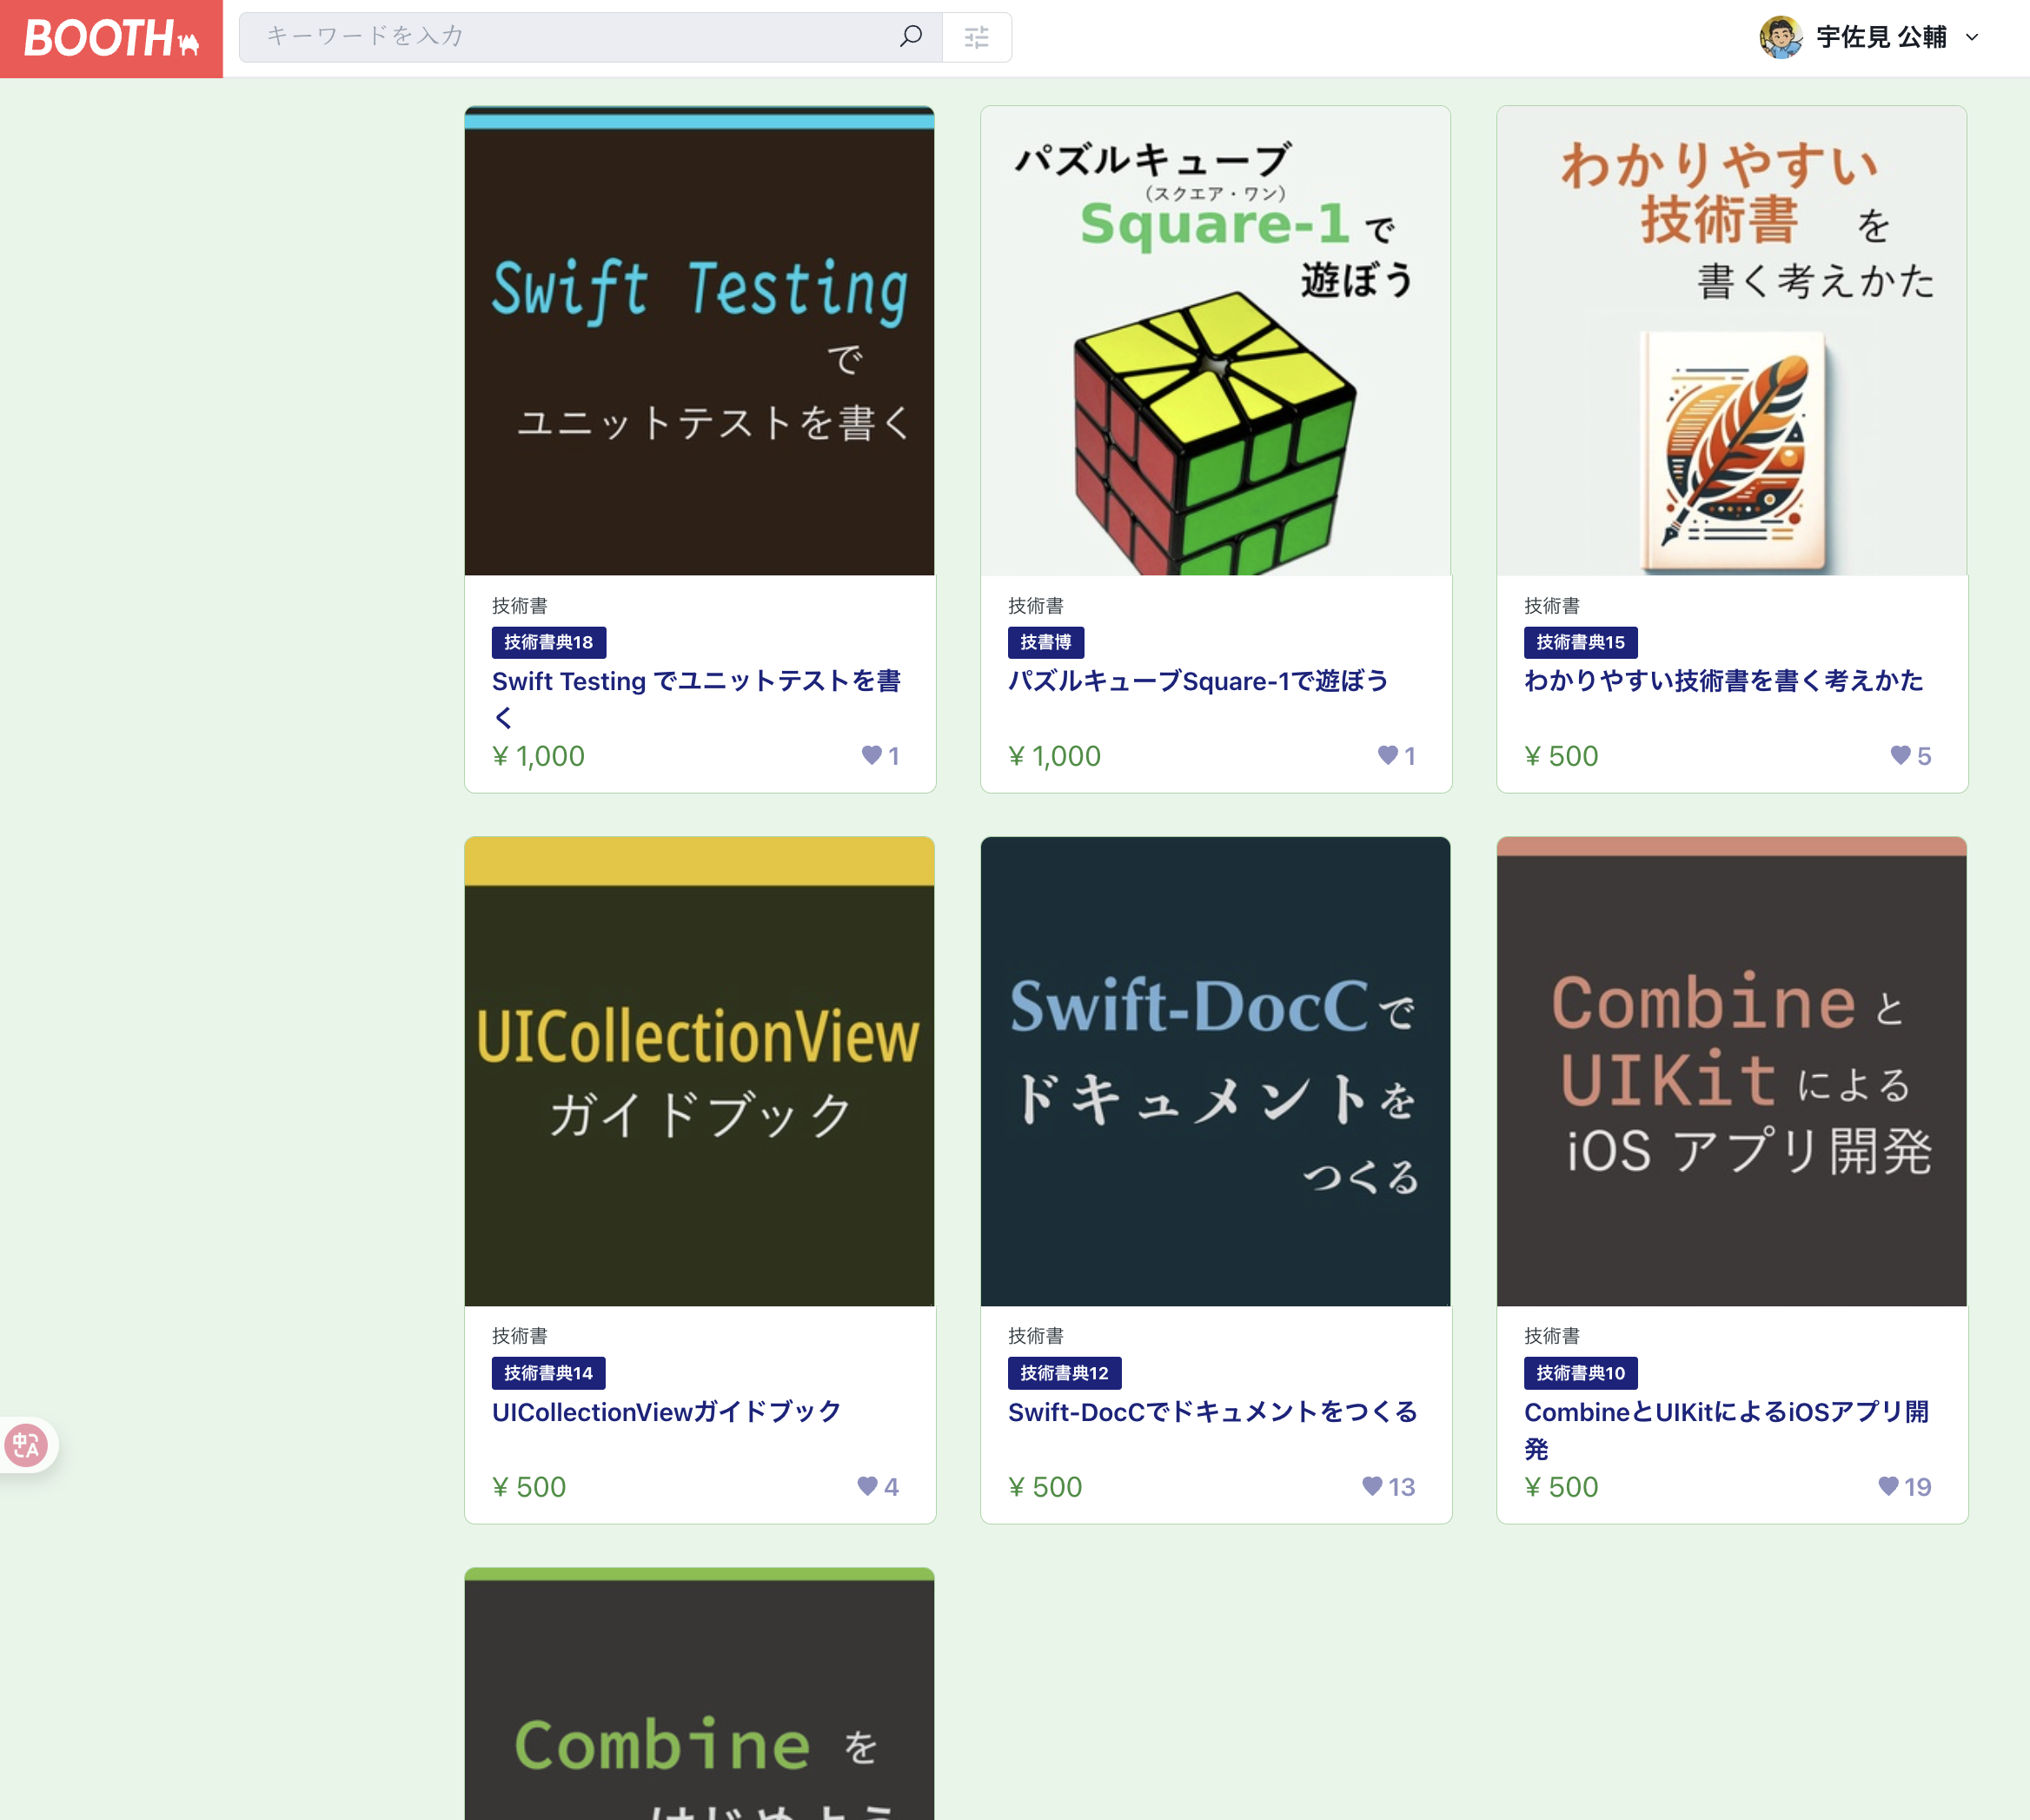 BOOTH
キーワードを入力
宇佐見 公輔
Swift Testing
で
ユニットテストを書く
技術書
技術書典18
Swift Testing でユニットテストを書
く
¥ 1,000
1
パズルキューブ
（スクエア・ワン）
Square-1 で
遊ぼう
技術書
技書博
パズルキューブSquare-1で遊ぼう
¥ 1,000
1
わかりやすい
技術書 を
書く考えかた
技術書
技術書典15
わかりやすい技術書を書く考えかた
¥ 500
5
UICollectionView
ガイドブック
技術書
技術書典14
UICollectionViewガイドブック
¥ 500
4
Swift-DocCで
ドキュメントを
つくる
技術書
技術書典12
Swift-DocCでドキュメントをつくる
¥ 500
13
Combine と
UIKit による
iOS アプリ開発
技術書
技術書典10
CombineとUIKitによるiOSアプリ開
発
¥ 500
19
中A
Combine を
はじめよう